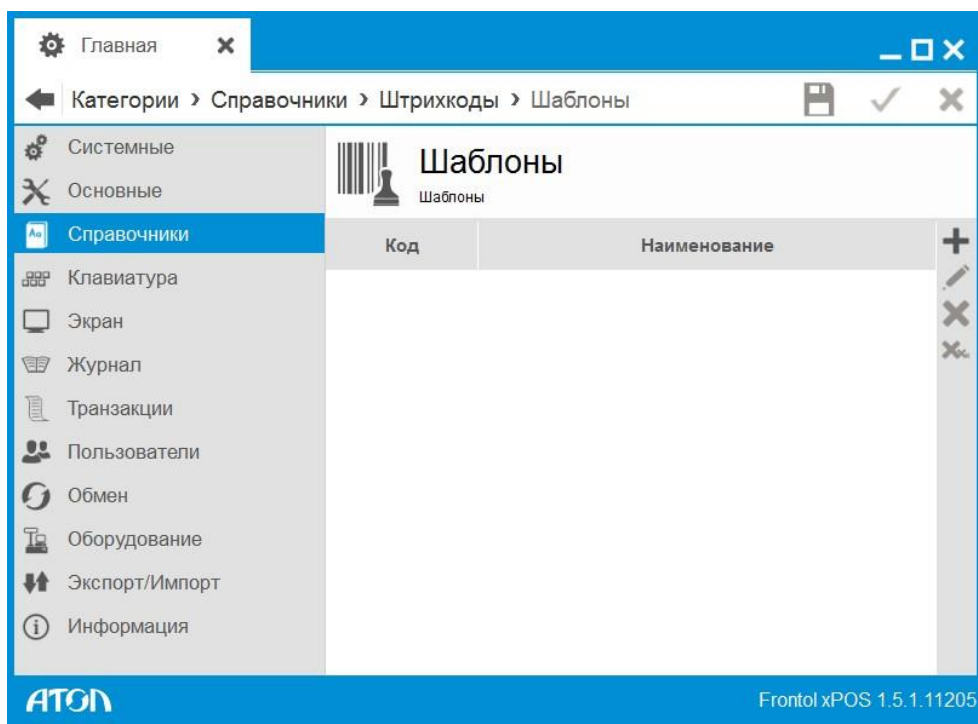 Главная
Категории › Справочники › Штрихкоды › Шаблоны
Системные
Основные
Справочники
Клавиатура
Экран
Журнал
Транзакции
Пользователи
Обмен
Оборудование
Экспорт/Импорт
Информация
Шаблоны
Шаблоны
Код Наименование
АТОЛ
Frontol xPOS 1.5.1.11205